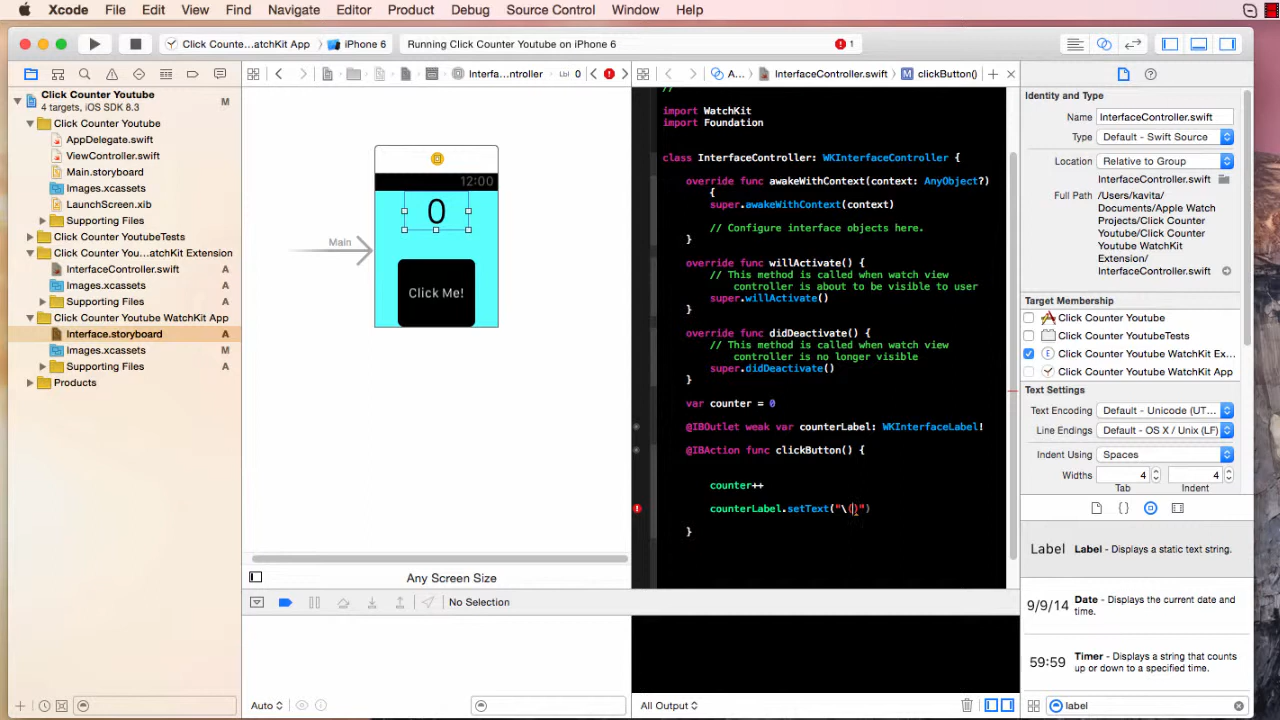 Xcode File Edit View Find Navigate Editor Product Debug Source Control Window Help
Click Counte...atchKit App iPhone 6 Running Click Counter Youtube on iPhone 6 1
Interfa...ntroller Lbl 0
A... InterfaceController.swift M clickButton()
Click Counter Youtube M
4 targets, iOS SDK 8.3
Click Counter Youtube
AppDelegate.swift
ViewController.swift
Main.storyboard
Images.xcassets
LaunchScreen.xib
Supporting Files
Click Counter YoutubeTests
Click Counter You...atchKit Extension
InterfaceController.swift A
Images.xcassets A
Supporting Files A
Click Counter Youtube WatchKit App
Interface.storyboard A
Images.xcassets M
Supporting Files A
Products
12:00
0
Main
Click Me!
Any Screen Size
No Selection
Auto
//
import WatchKit
import Foundation
class InterfaceController: WKInterfaceController {
override func awakeWithContext(context: AnyObject?)
{
super.awakeWithContext(context)
// Configure interface objects here.
}
override func willActivate() {
// This method is called when watch view
controller is about to be visible to user
super.willActivate()
}
override func didDeactivate() {
// This method is called when watch view
controller is no longer visible
super.didDeactivate()
}
var counter = 0
@IBOutlet weak var counterLabel: WKInterfaceLabel!
@IBAction func clickButton() {
counter++
counterLabel.setText("\()")
}
All Output
Identity and Type
Name InterfaceController.swift
Type Default - Swift Source
Location Relative to Group
InterfaceController.swift
Full Path /Users/kavita/
Documents/Apple Watch
Projects/Click Counter
Youtube/Click Counter
Youtube WatchKit
Extension/
InterfaceController.swift
Target Membership
Click Counter Youtube
Click Counter YoutubeTests
E Click Counter Youtube WatchKit Ex...
Click Counter Youtube WatchKit App
Text Settings
Text Encoding Default - Unicode (UT...
Line Endings Default - OS X / Unix (LF)
Indent Using Spaces
Widths 4 4
Tab Indent
{ }
Label Label - Displays a static text string.
9/9/14 Date - Displays the current date and
time.
59:59 Timer - Displays a string that counts
up or down to a specified time.
label